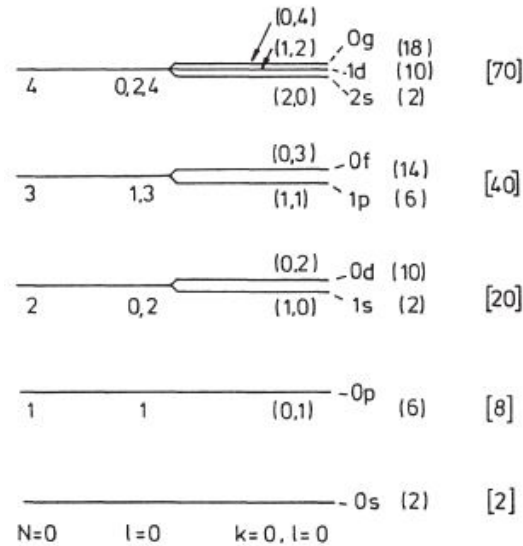 (0,4)
(1,2) 0g (18)
4 0,2,4 1d (10) [70]
(2,0) 2s (2)
(0,3) 0f (14)
3 1,3 (1,1) 1p (6) [40]
(0,2) 0d (10)
2 0,2 (1,0) 1s (2) [20]
0p
1 1 (0,1) (6) [8]
0s (2) [2]
N=0 l=0 k=0, l=0